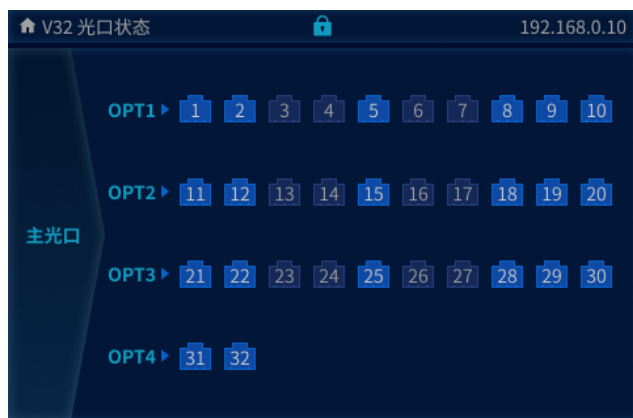 V32 光口状态 192.168.0.10
OPT1 1 2 3 4 5 6 7 8 9 10
OPT2 11 12 13 14 15 16 17 18 19 20
主光口
OPT3 21 22 23 24 25 26 27 28 29 30
OPT4 31 32